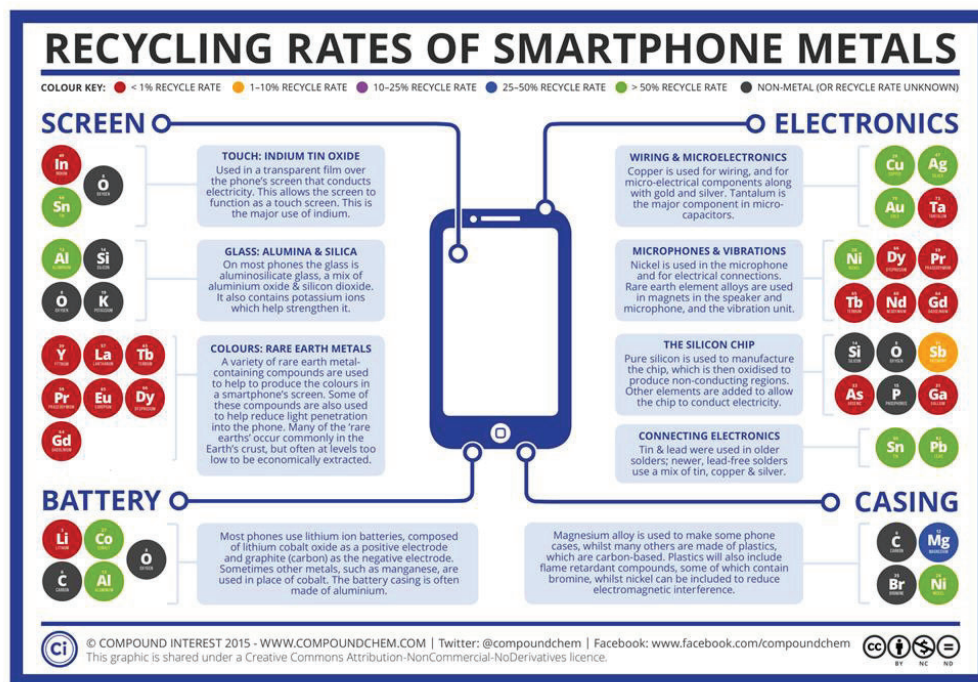 RECYCLING RATES OF SMARTPHONE METALS
COLOUR KEY: < 1% RECYCLE RATE 1–10% RECYCLE RATE 10–25% RECYCLE RATE 25–50% RECYCLE RATE > 50% RECYCLE RATE NON-METAL (OR RECYCLE RATE UNKNOWN)
SCREEN
In
O
Sn
TOUCH: INDIUM TIN OXIDE
Used in a transparent film over
the phone's screen that conducts
electricity. This allows the screen to
function as a touch screen. This is
the major use of indium.
Al Si
O K
GLASS: ALUMINA & SILICA
On most phones the glass is
aluminosilicate glass, a mix of
aluminium oxide & silicon dioxide.
It also contains potassium ions
which help strengthen it.
Y La Tb
Pr Eu Dy
Gd
COLOURS: RARE EARTH METALS
A variety of rare earth metal-
containing compounds are used
to help to produce the colours in
a smartphone's screen. Some of
these compounds are also used
to help reduce light penetration
into the phone. Many of the 'rare
earths' occur commonly in the
Earth's crust, but often at levels too
low to be economically extracted.
ELECTRONICS
WIRING & MICROELECTRONICS
Copper is used for wiring, and for
micro-electrical components along
with gold and silver. Tantalum is
the major component in micro-
capacitors.
Cu Ag
Au Ta
MICROPHONES & VIBRATIONS
Nickel is used in the microphone
and for electrical connections.
Rare earth element alloys are used
in magnets in the speaker and
microphone, and the vibration unit.
Ni Dy Pr
Tb Nd Gd
THE SILICON CHIP
Pure silicon is used to manufacture
the chip, which is then oxidised to
produce non-conducting regions.
Other elements are added to allow
the chip to conduct electricity.
Si O Sb
As P Ga
CONNECTING ELECTRONICS
Tin & lead were used in older
solders; newer, lead-free solders
use a mix of tin, copper & silver.
Sn Pb
BATTERY
Li Co
O
C Al
Most phones use lithium ion batteries, composed
of lithium cobalt oxide as a positive electrode
and graphite (carbon) as the negative electrode.
Sometimes other metals, such as manganese, are
used in place of cobalt. The battery casing is often
made of aluminium.
CASING
Magnesium alloy is used to make some phone
cases, whilst many others are made of plastics,
which are carbon-based. Plastics will also include
flame retardant compounds, some of which contain
bromine, whilst nickel can be included to reduce
electromagnetic interference.
C Mg
Br Ni
Ci
© COMPOUND INTEREST 2015 - WWW.COMPOUNDCHEM.COM | Twitter: @compoundchem | Facebook: www.facebook.com/compoundchem
This graphic is shared under a Creative Commons Attribution-NonCommercial-NoDerivatives licence.
cc
BY NC ND